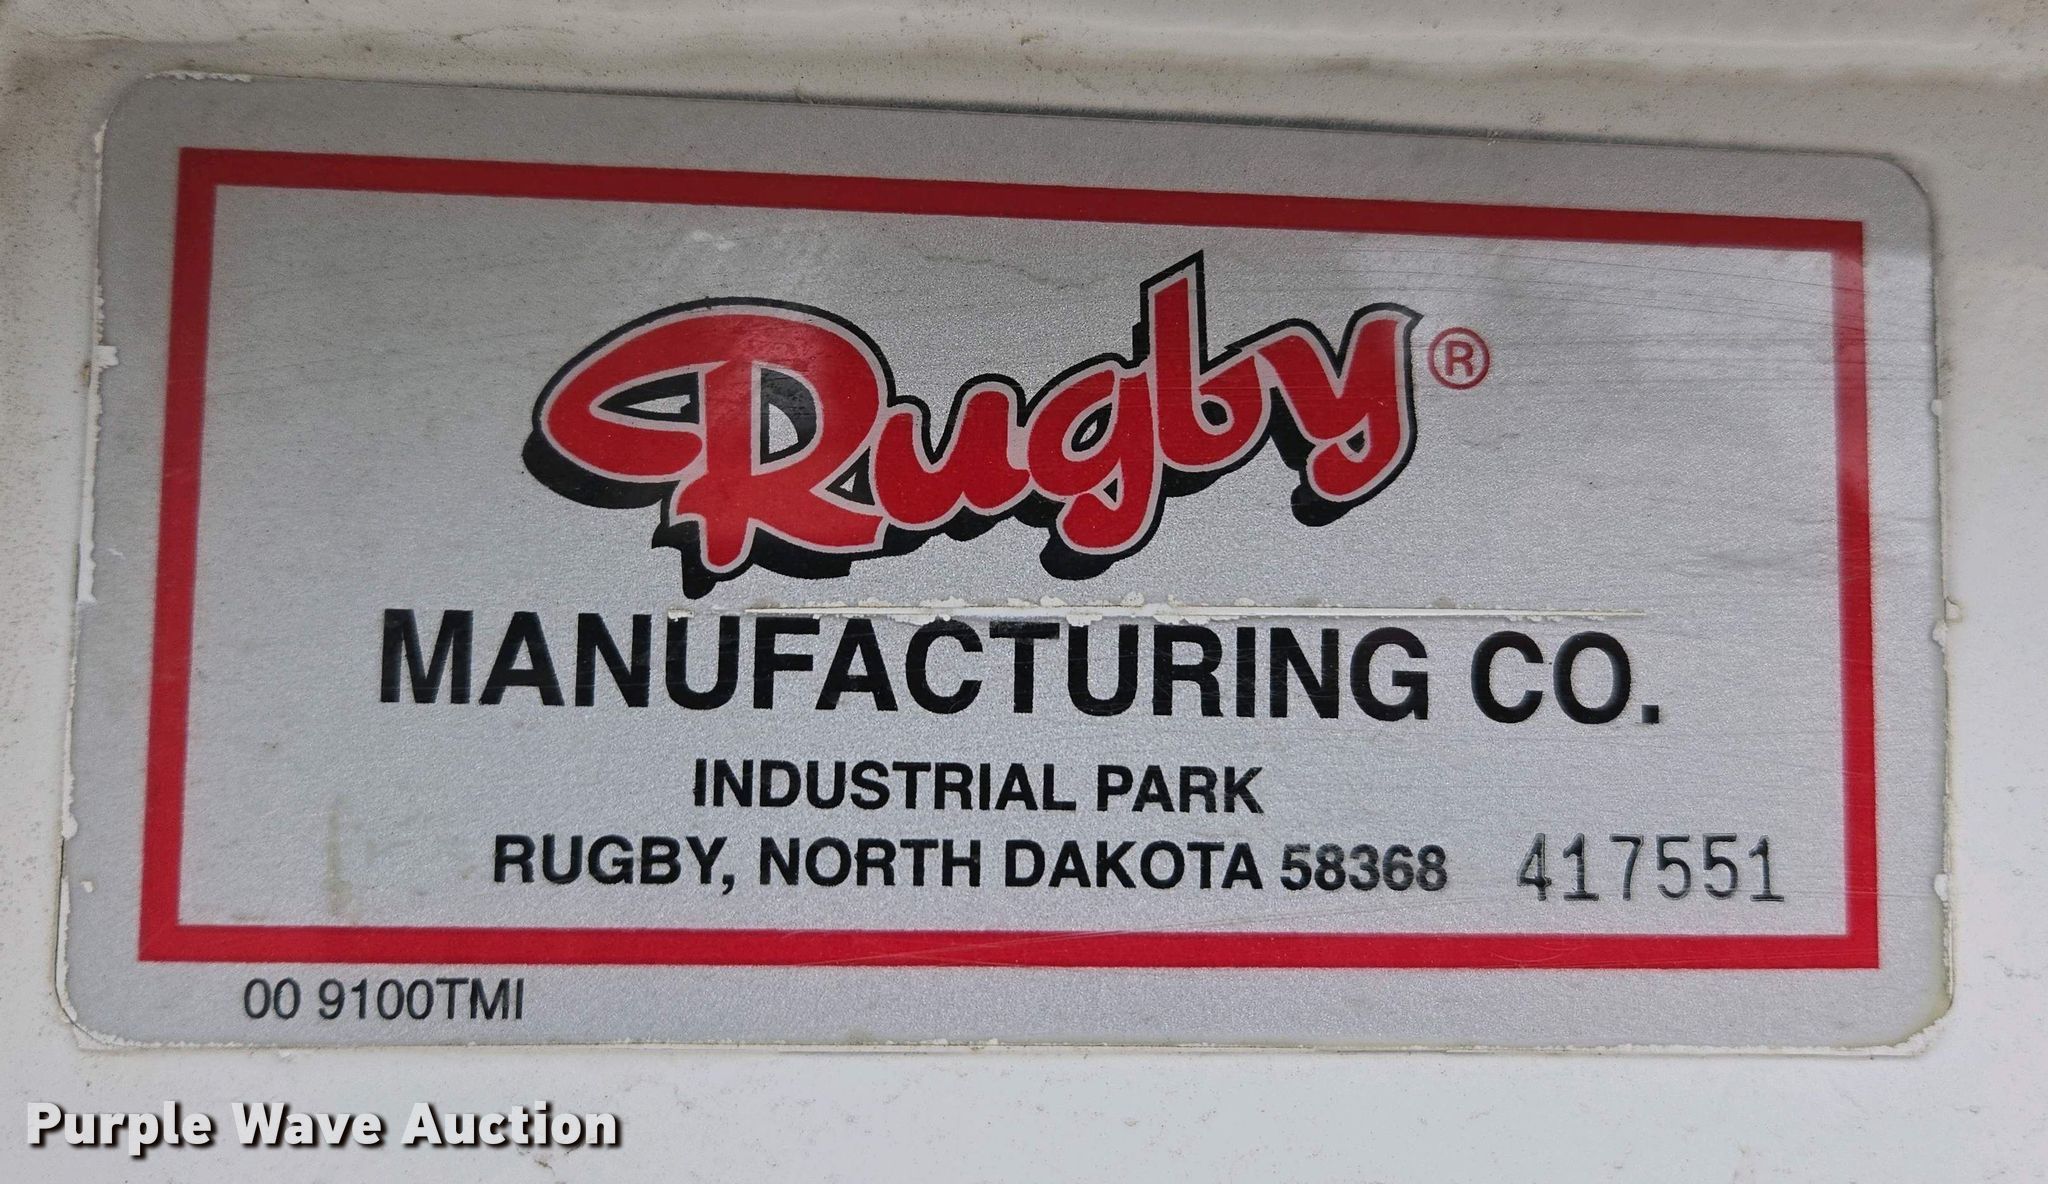 Rugby®
MANUFACTURING CO.
INDUSTRIAL PARK
RUGBY, NORTH DAKOTA 58368 417551
00 9100TMI
Purple Wave Auction